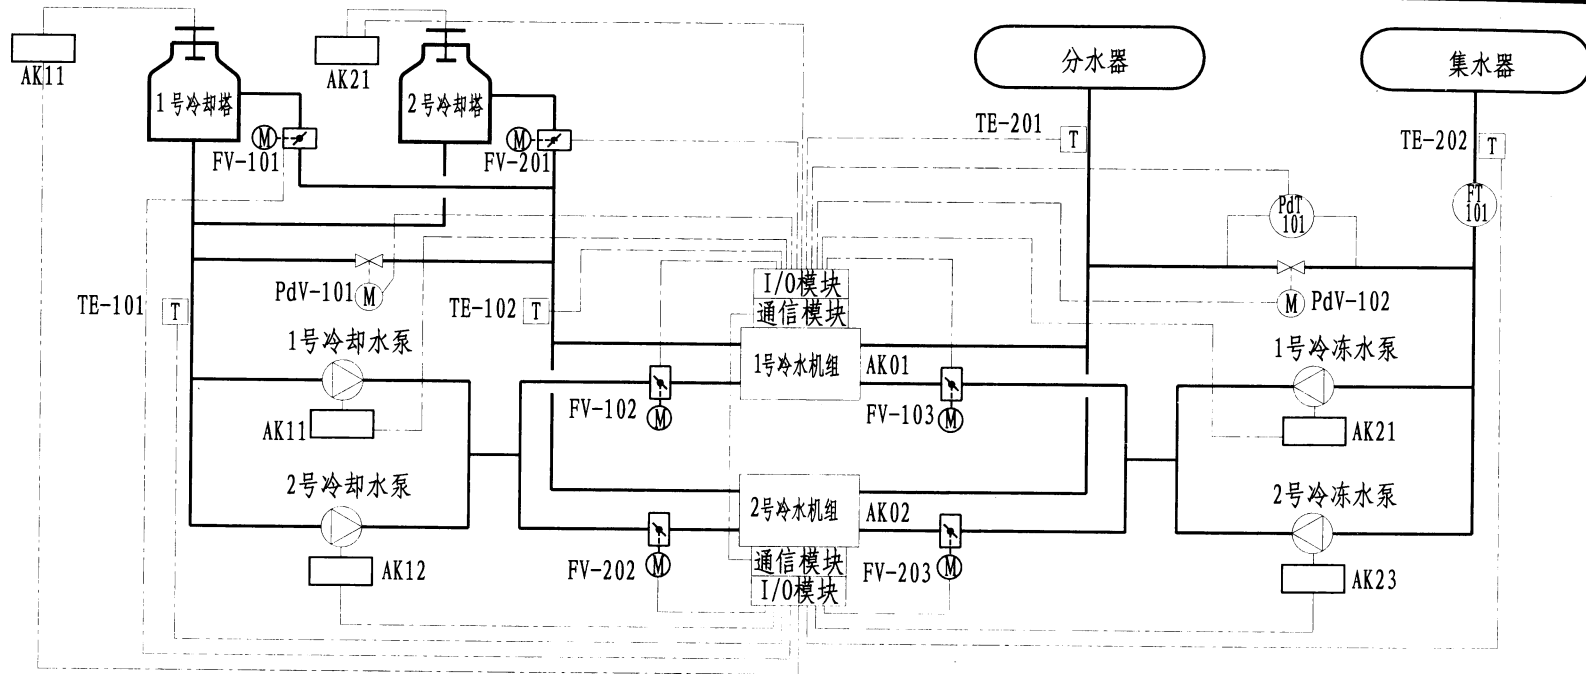 AK11
AK21
1号冷却塔
2号冷却塔
分水器
集水器
M
FV-101
M
FV-201
TE-201
T
TE-202
T
PdT
101
FT
101
PdV-101
M
I/O模块
通信模块
M
PdV-102
TE-101
T
TE-102
T
1号冷却水泵
1号冷水机组
AK01
1号冷冻水泵
FV-102
M
FV-103
M
AK11
AK21
2号冷却水泵
2号冷水机组
AK02
2号冷冻水泵
通信模块
I/O模块
FV-202
M
FV-203
M
AK12
AK23